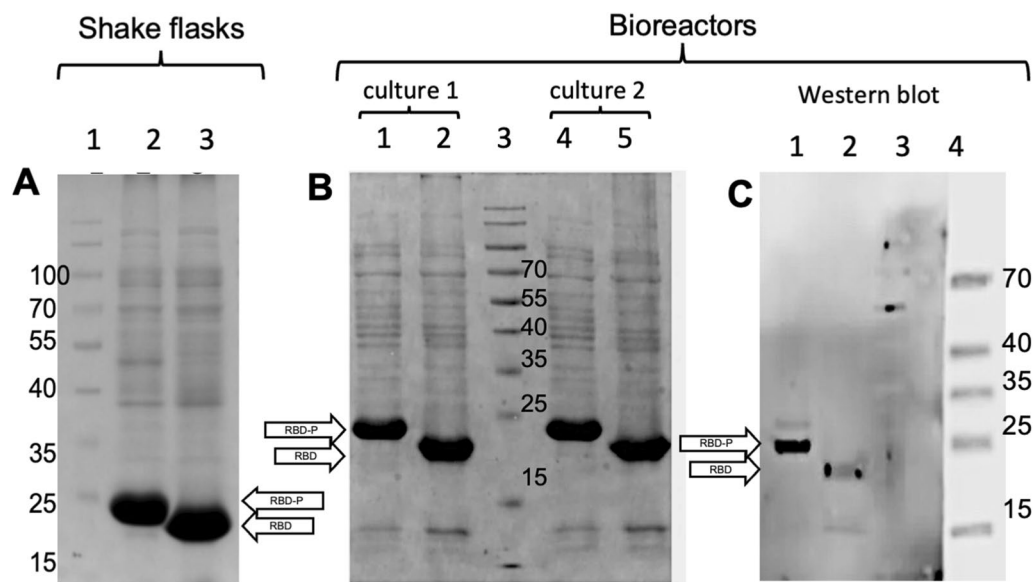 Shake flasks
Bioreactors
culture 1
culture 2
Western blot
1 2 3
1 2 3 4 5
1 2 3 4
A
100
70
55
40
35
25
15
RBD-P
RBD
B
70
55
40
35
25
15
RBD-P
RBD
C
70
40
35
25
15
RBD-P
RBD